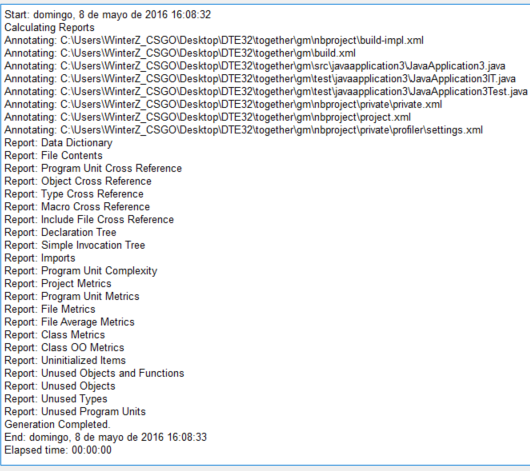 Start: domingo, 8 de mayo de 2016 16:08:32
Calculating Reports
Annotating: C:\Users\WinterZ_CSGO\Desktop\DTE32\together\gm\nbproject\build-impl.xml
Annotating: C:\Users\WinterZ_CSGO\Desktop\DTE32\together\gm\build.xml
Annotating: C:\Users\WinterZ_CSGO\Desktop\DTE32\together\gm\src\javaapplication3\JavaApplication3.java
Annotating: C:\Users\WinterZ_CSGO\Desktop\DTE32\together\gm\test\javaapplication3\JavaApplication3IT.java
Annotating: C:\Users\WinterZ_CSGO\Desktop\DTE32\together\gm\test\javaapplication3\JavaApplication3Test.java
Annotating: C:\Users\WinterZ_CSGO\Desktop\DTE32\together\gm\nbproject\private\private.xml
Annotating: C:\Users\WinterZ_CSGO\Desktop\DTE32\together\gm\nbproject\project.xml
Annotating: C:\Users\WinterZ_CSGO\Desktop\DTE32\together\gm\nbproject\private\profiler\settings.xml
Report: Data Dictionary
Report: File Contents
Report: Program Unit Cross Reference
Report: Object Cross Reference
Report: Type Cross Reference
Report: Macro Cross Reference
Report: Include File Cross Reference
Report: Declaration Tree
Report: Simple Invocation Tree
Report: Imports
Report: Program Unit Complexity
Report: Project Metrics
Report: Program Unit Metrics
Report: File Metrics
Report: File Average Metrics
Report: Class Metrics
Report: Class OO Metrics
Report: Uninitialized Items
Report: Unused Objects and Functions
Report: Unused Objects
Report: Unused Types
Report: Unused Program Units
Generation Completed.
End: domingo, 8 de mayo de 2016 16:08:33
Elapsed time: 00:00:00